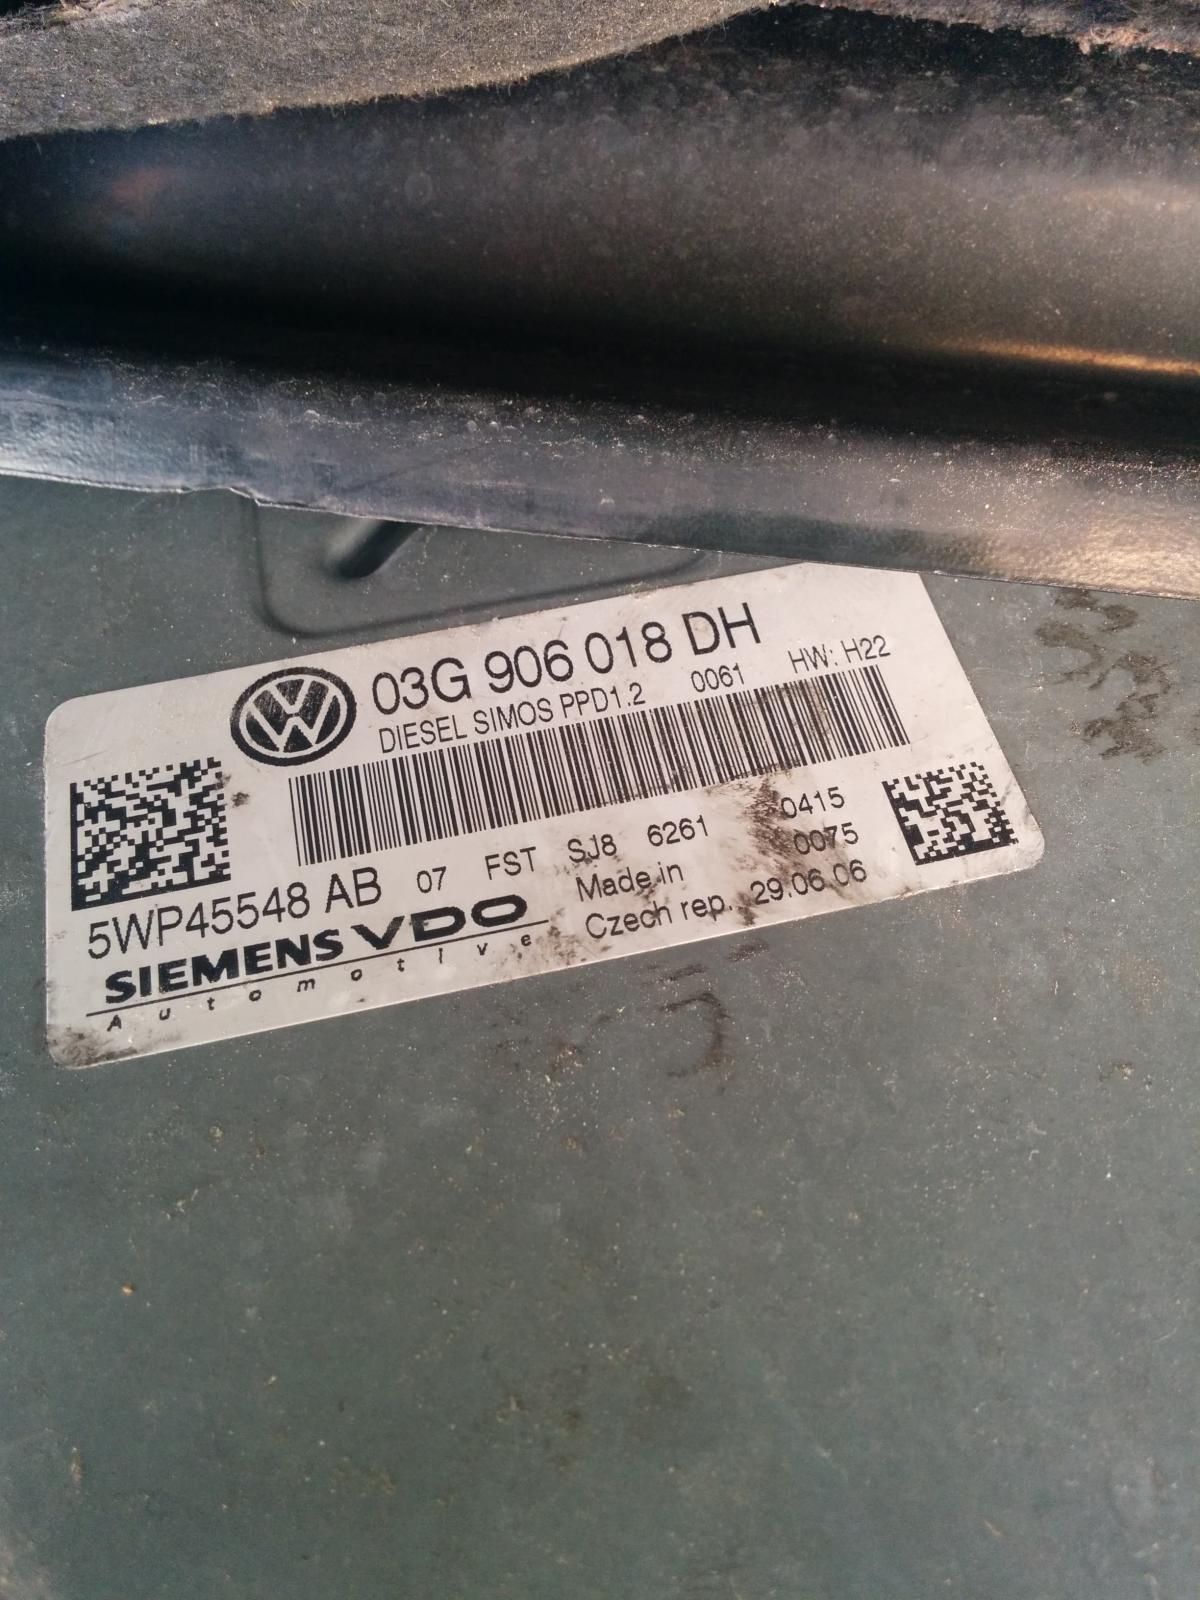 03G 906 018 DH
DIESEL SIMOS PPD1.2 0061 HW: H22
5WP45548 AB 07 FST SJ8 6261 0415
0075
SIEMENS VDO
Automotive
Made in
Czech rep. 29.06.06